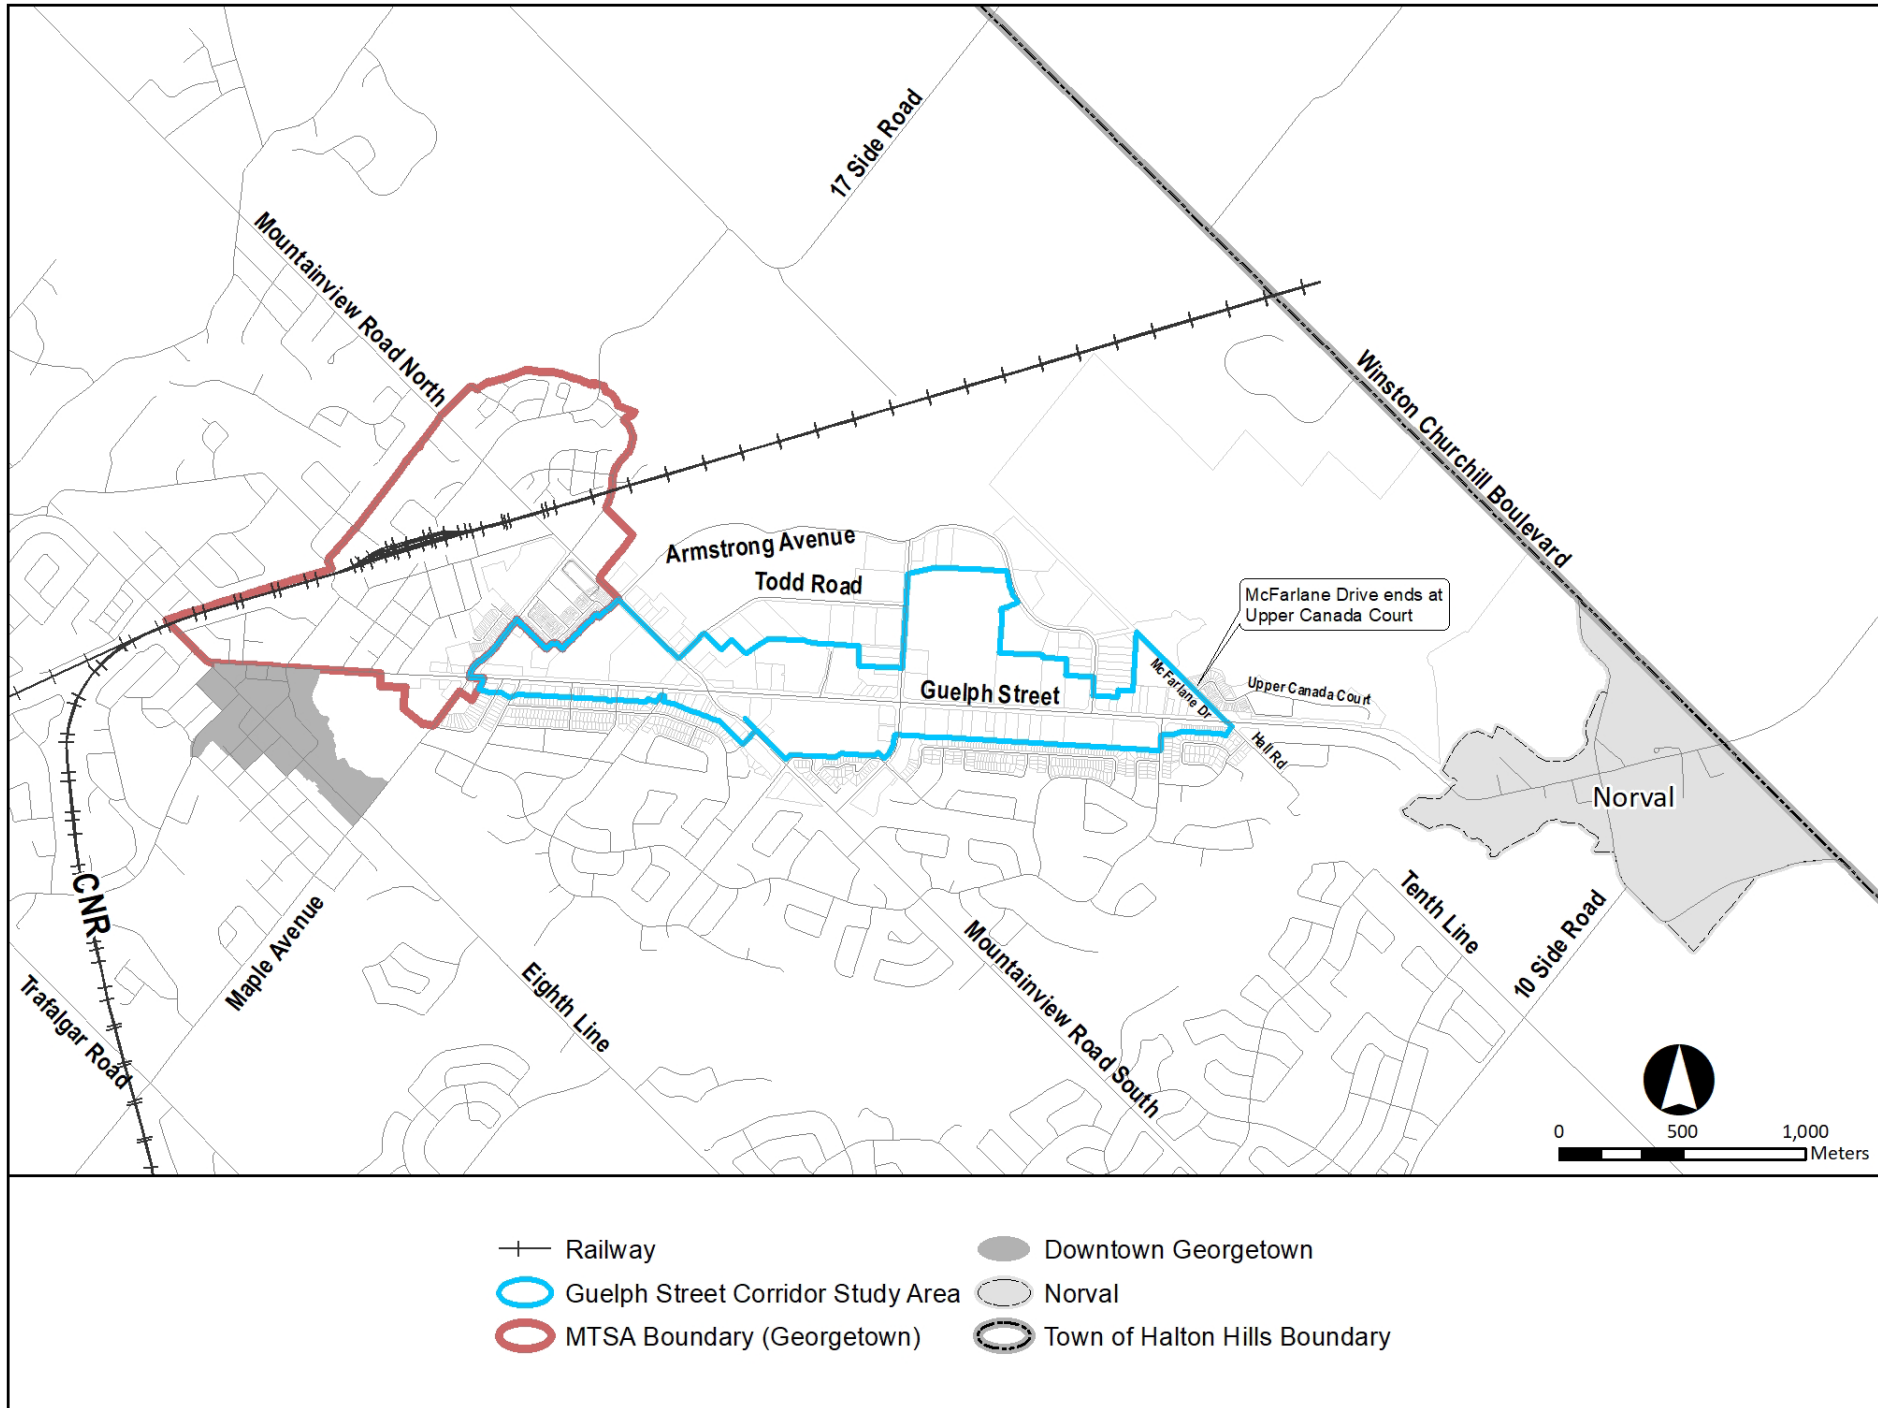 17 Side Road
Mountainview Road North
Winston Churchill Boulevard
Armstrong Avenue
Todd Road
McFarlane Drive ends at
Upper Canada Court
McFarlane Dr
Upper Canada Court
Guelph Street
Hall Rd
Norval
CNR
Maple Avenue
Trafalgar Road
Eighth Line
Mountainview Road South
Tenth Line
10 Side Road
0 500 1,000
Meters
Railway
Guelph Street Corridor Study Area
MTSA Boundary (Georgetown)
Downtown Georgetown
Norval
Town of Halton Hills Boundary